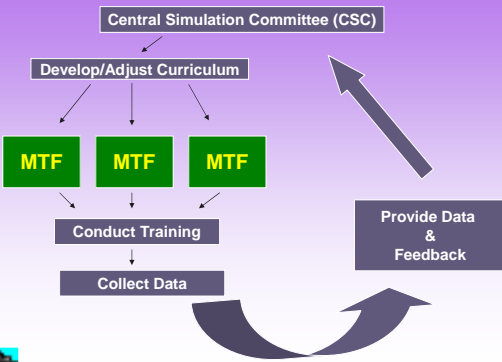 Central Simulation Committee (CSC)
Develop/Adjust Curriculum
MTF
MTF
MTF
Conduct Training
Collect Data
Provide Data
&
Feedback